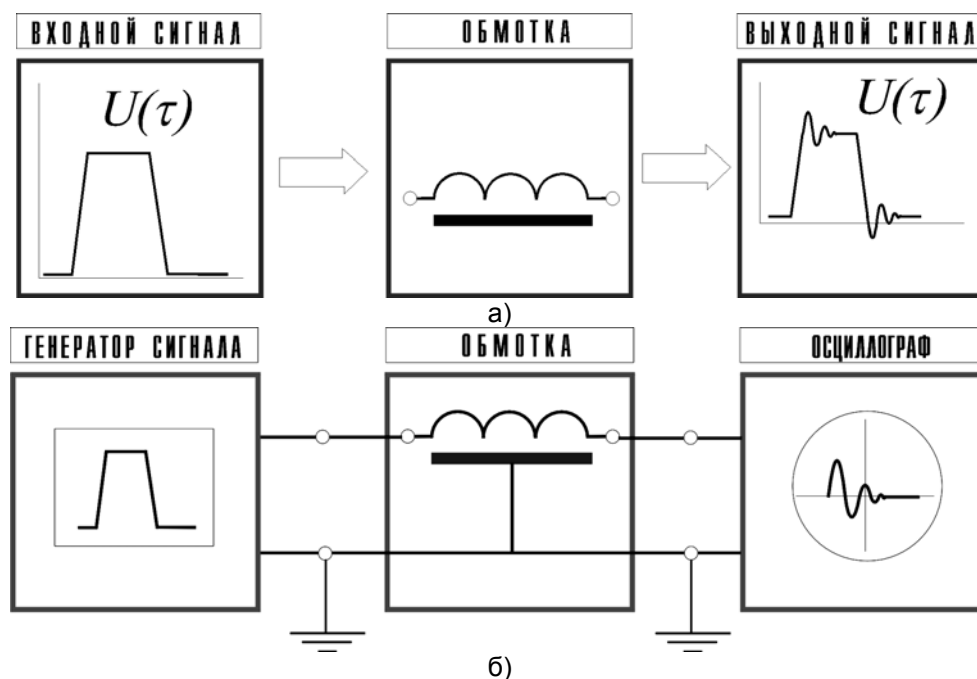 ВХОДНОЙ СИГНАЛ ОБМОТКА ВЫХОДНОЙ СИГНАЛ
U(τ) U(τ)
а)
ГЕНЕРАТОР СИГНАЛА ОБМОТКА ОСЦИЛЛОГРАФ
б)